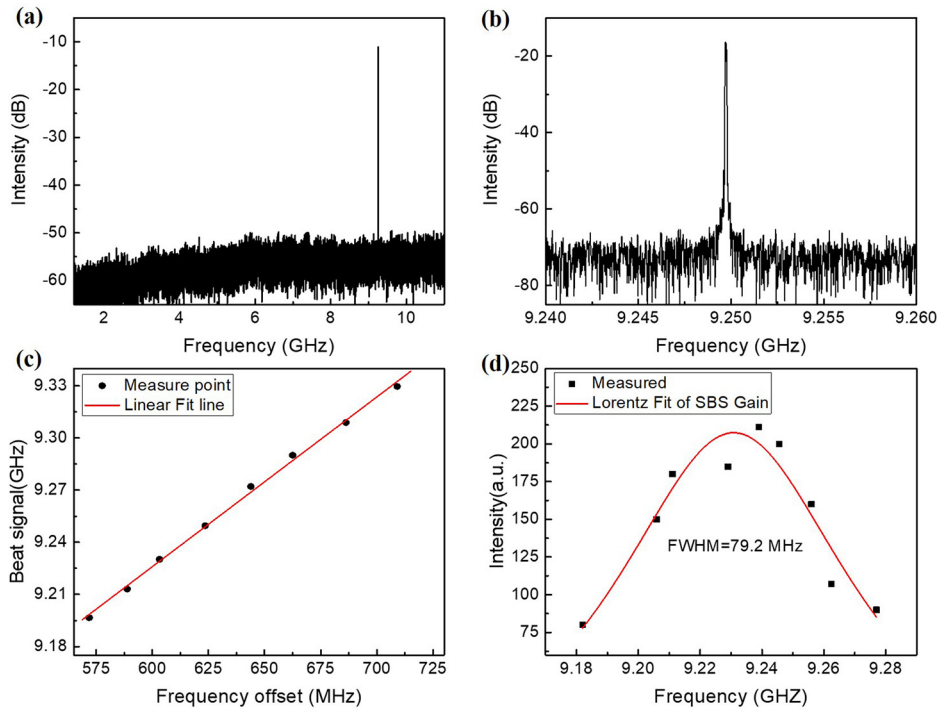 (a)
-10
-20
-30
-40
-50
-60
Intensity (dB)
2 4 6 8 10
Frequency (GHz)
(b)
-20
-40
-60
-80
Intensity (dB)
9.240 9.245 9.250 9.255 9.260
Frequency (GHz)
(c)
Measure point
Linear Fit line
9.33
9.30
9.27
9.24
9.21
9.18
Beat signal(GHz)
575 600 625 650 675 700 725
Frequency offset (MHz)
(d)
Measured
Lorentz Fit of SBS Gain
250
225
200
175
150
125
100
75
Intensity(a.u.)
FWHM=79.2 MHz
9.18 9.20 9.22 9.24 9.26 9.28
Frequency (GHZ)